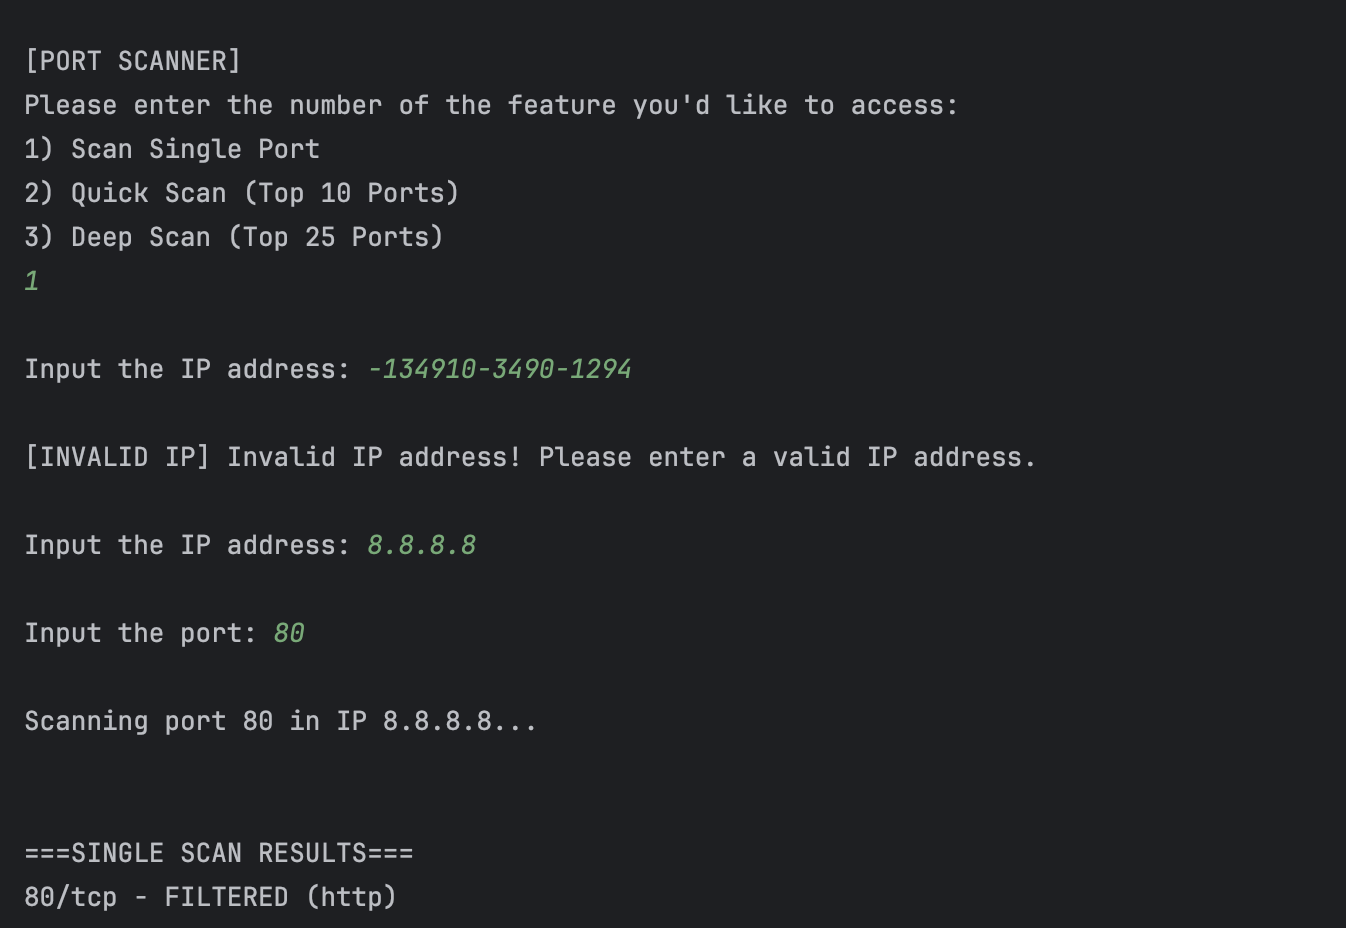 [PORT SCANNER]
Please enter the number of the feature you'd like to access:
1) Scan Single Port
2) Quick Scan (Top 10 Ports)
3) Deep Scan (Top 25 Ports)
1
Input the IP address: -134910-3490-1294
[INVALID IP] Invalid IP address! Please enter a valid IP address.
Input the IP address: 8.8.8.8
Input the port: 80
Scanning port 80 in IP 8.8.8.8...
===SINGLE SCAN RESULTS===
80/tcp - FILTERED (http)